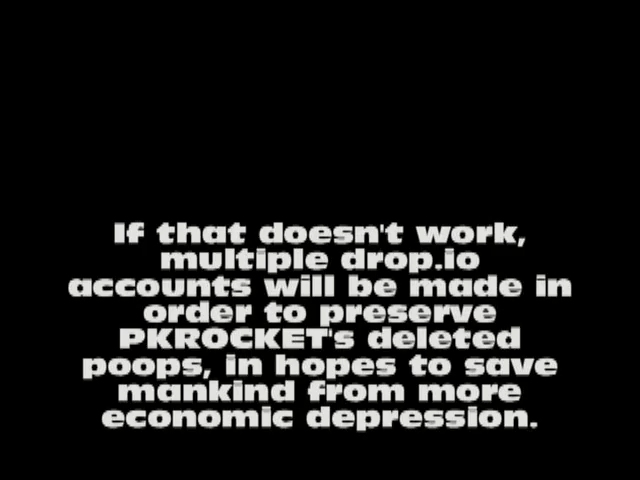 If that doesn't work,
multiple drop.io
accounts will be made in
order to preserve
PKROCKET's deleted
poops, in hopes to save
mankind from more
economic depression.